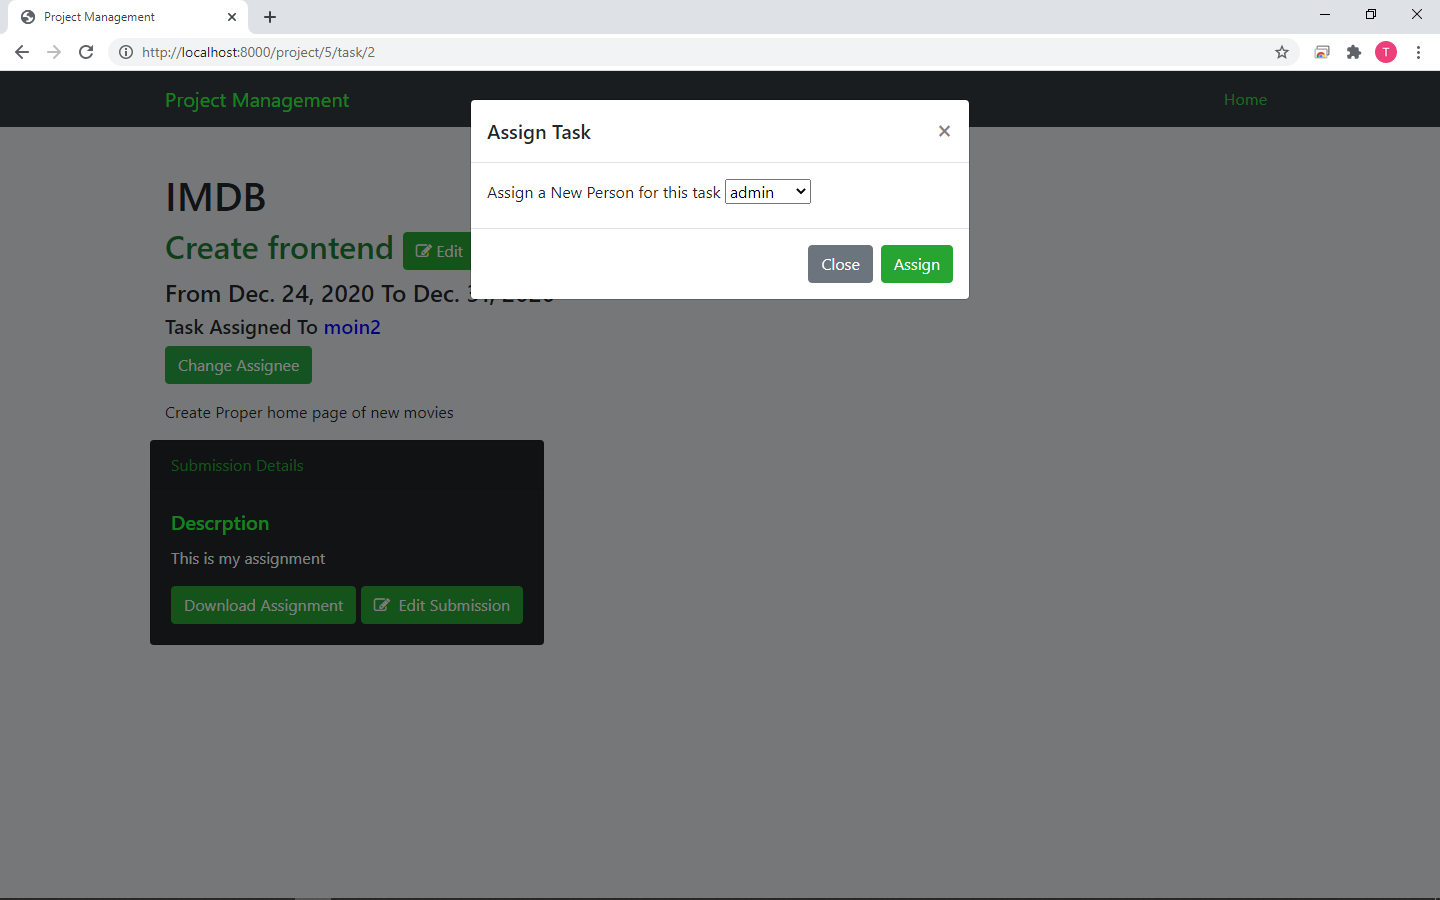 Project Management
http://localhost:8000/project/5/task/2
T
Project Management
Home
Assign Task
×
Assign a New Person for this task admin
Close Assign
IMDB
Create frontend Edit
From Dec. 24, 2020 To Dec. 31, 2020
Task Assigned To moin2
Change Assignee
Create Proper home page of new movies
Submission Details
Descrption
This is my assignment
Download Assignment Edit Submission